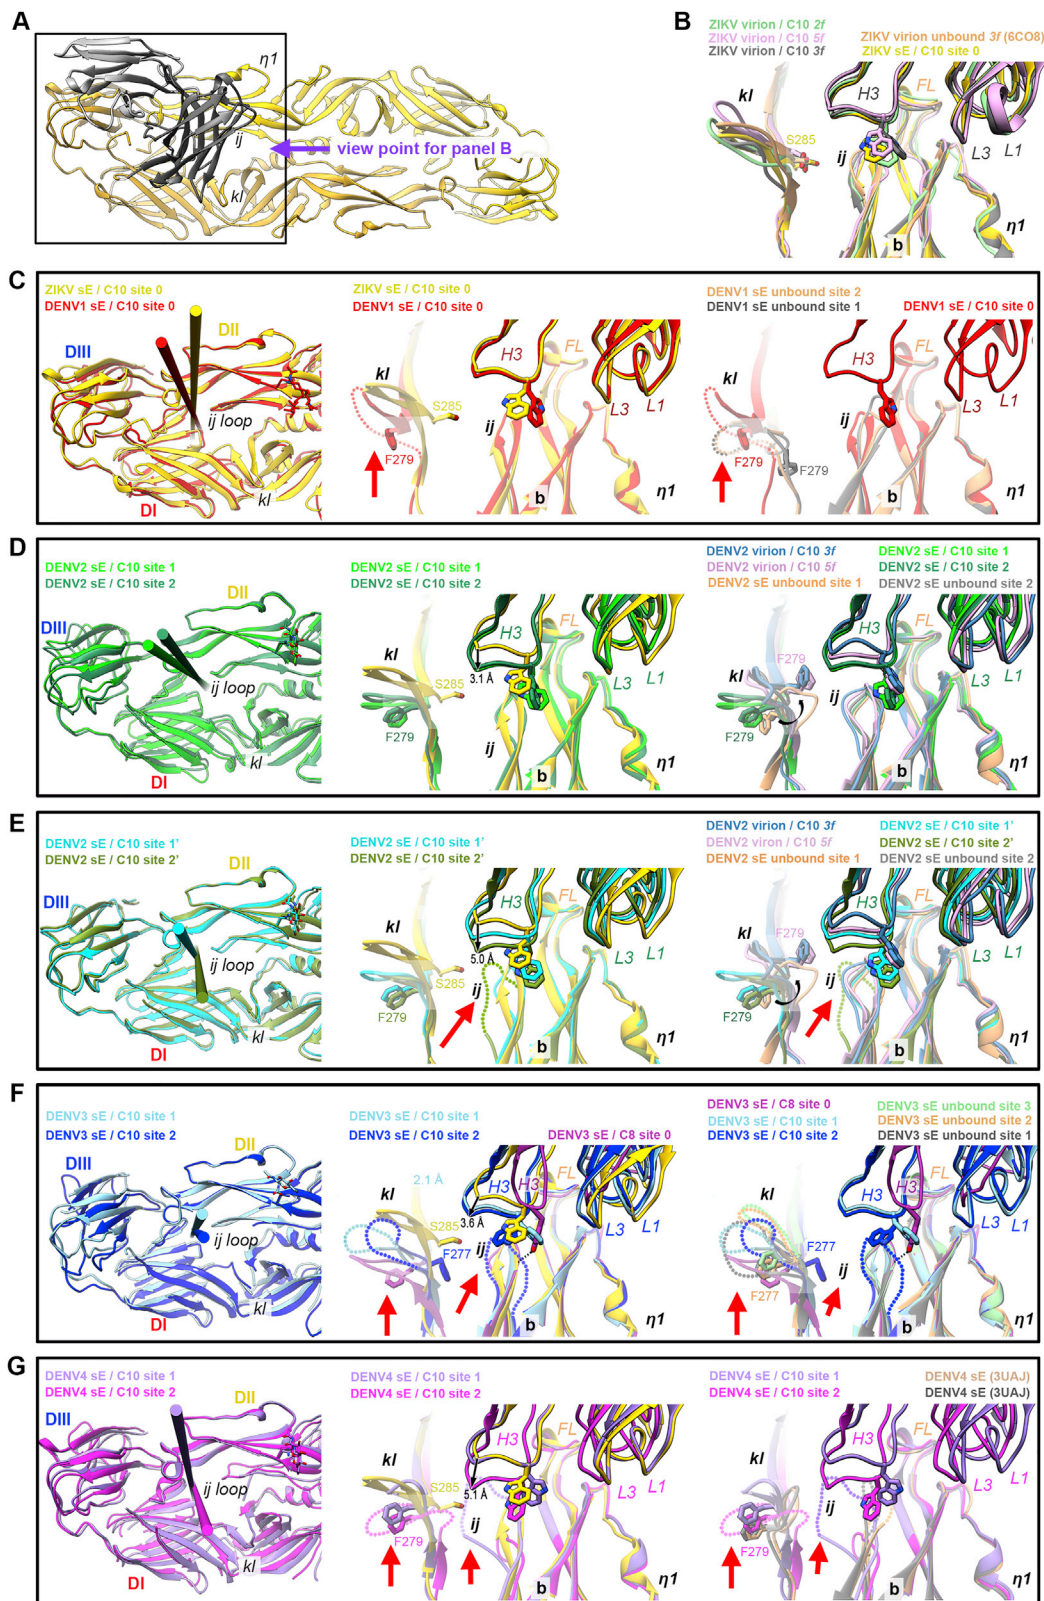 A
η1
ij
view point for panel B
kl
B
ZIKV virion / C10 2f
ZIKV virion / C10 5f
ZIKV virion / C10 3f
ZIKV virion unbound 3f (6CO8)
ZIKV sE / C10 site 0
kl
H3
FL
S285
ij
L3
L1
b
η1
C
ZIKV sE / C10 site 0
DENV1 sE / C10 site 0
DII
DIII
ij loop
kl
DI
ZIKV sE / C10 site 0
DENV1 sE / C10 site 0
FL
H3
kl
S285
L3
L1
ij
F279
b
η1
DENV1 sE unbound site 2
DENV1 sE unbound site 1
DENV1 sE / C10 site 0
FL
H3
kl
L3
L1
ij
F279
F279
b
η1
D
DENV2 sE / C10 site 1
DENV2 sE / C10 site 2
DII
DIII
ij loop
kl
DI
DENV2 sE / C10 site 1
DENV2 sE / C10 site 2
FL
H3
kl
3.1 Å
S285
L3
L1
F279
ij
b
η1
DENV2 virion / C10 3f
DENV2 virion / C10 5f
DENV2 sE unbound site 1
DENV2 sE / C10 site 1
DENV2 sE / C10 site 2
DENV2 sE unbound site 2
FL
H3
F279
kl
L3
L1
ij
F279
b
η1
E
DENV2 sE / C10 site 1’
DENV2 sE / C10 site 2’
DII
DIII
ij loop
kl
DI
DENV2 sE / C10 site 1’
DENV2 sE / C10 site 2’
FL
H3
kl
5.0 Å
S285
L3
L1
ij
F279
b
η1
DENV2 virion / C10 3f
DENV2 viron / C10 5f
DENV2 sE unbound site 1
DENV2 sE / C10 site 1’
DENV2 sE / C10 site 2’
DENV2 sE unbound site 2
FL
H3
F279
kl
L3
L1
ij
F279
b
η1
F
DENV3 sE / C10 site 1
DENV3 sE / C10 site 2
DII
DIII
ij loop
kl
DI
DENV3 sE / C10 site 1
DENV3 sE / C10 site 2
DENV3 sE / C8 site 0
2.1 Å
FL
H3
H3
kl
3.6 Å
S285
L3
L1
ij
F277
b
η1
DENV3 sE / C8 site 0
DENV3 sE / C10 site 1
DENV3 sE / C10 site 2
DENV3 sE unbound site 3
DENV3 sE unbound site 2
DENV3 sE unbound site 1
FL
H3
H3
kl
L3
L1
F277
ij
F277
b
η1
G
DENV4 sE / C10 site 1
DENV4 sE / C10 site 2
DII
DIII
ij loop
kl
DI
DENV4 sE / C10 site 1
DENV4 sE / C10 site 2
FL
H3
kl
5.1 Å
S285
L3
L1
ij
F279
b
η1
DENV4 sE / C10 site 1
DENV4 sE / C10 site 2
DENV4 sE (3UAJ)
DENV4 sE (3UAJ)
FL
H3
kl
L3
L1
ij
F279
b
η1